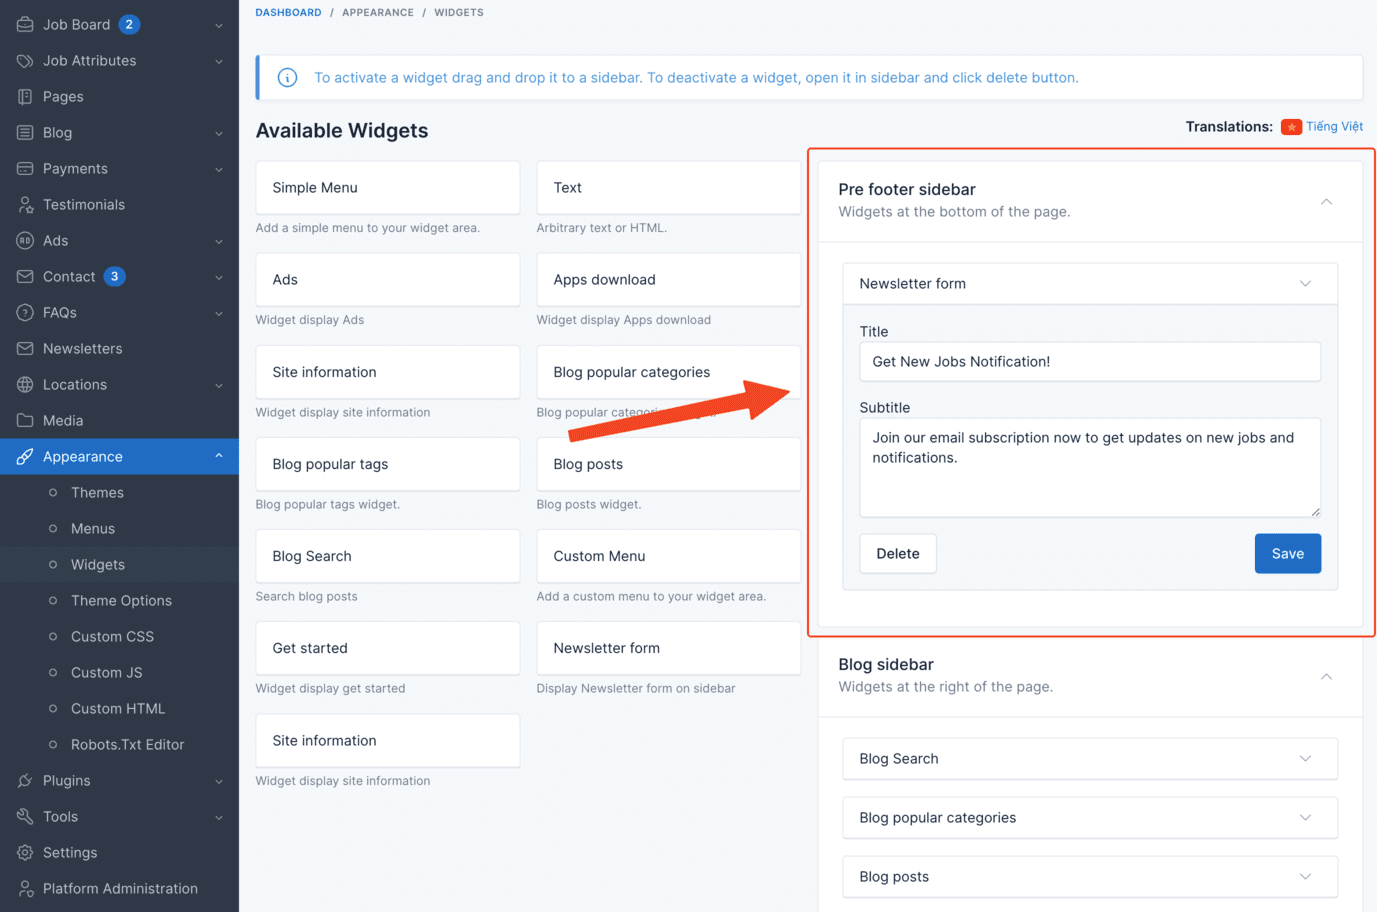 Job Board 2
Job Attributes
Pages
Blog
Payments
Testimonials
AD Ads
Contact 3
FAQs
Newsletters
Locations
Media
Appearance
Themes
Menus
Widgets
Theme Options
Custom CSS
Custom JS
Custom HTML
Robots.Txt Editor
Plugins
Tools
Settings
Platform Administration
DASHBOARD / APPEARANCE / WIDGETS
To activate a widget drag and drop it to a sidebar. To deactivate a widget, open it in sidebar and click delete button.
Available Widgets
Translations: Tiếng Việt
Simple Menu
Add a simple menu to your widget area.
Text
Arbitrary text or HTML.
Ads
Widget display Ads
Apps download
Widget display Apps download
Site information
Widget display site information
Blog popular categories
Blog popular
Blog popular tags
Blog popular tags widget.
Blog posts
Blog posts widget.
Blog Search
Search blog posts
Custom Menu
Add a custom menu to your widget area.
Get started
Widget display get started
Newsletter form
Display Newsletter form on sidebar
Site information
Widget display site information
Pre footer sidebar
Widgets at the bottom of the page.
Newsletter form
Title
Get New Jobs Notification!
Subtitle
Join our email subscription now to get updates on new jobs and
notifications.
Delete
Save
Blog sidebar
Widgets at the right of the page.
Blog Search
Blog popular categories
Blog posts